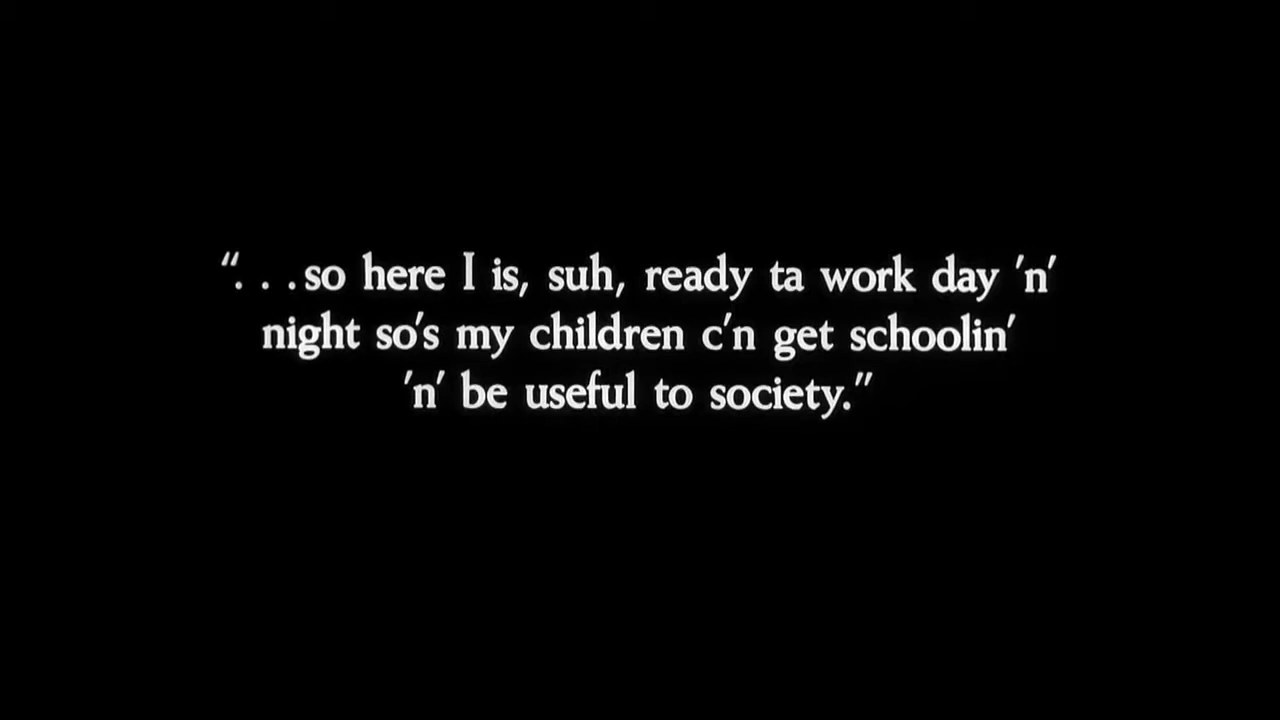 “. . .so here I is, suh, ready ta work day 'n'
night so's my children c'n get schoolin'
'n' be useful to society.”